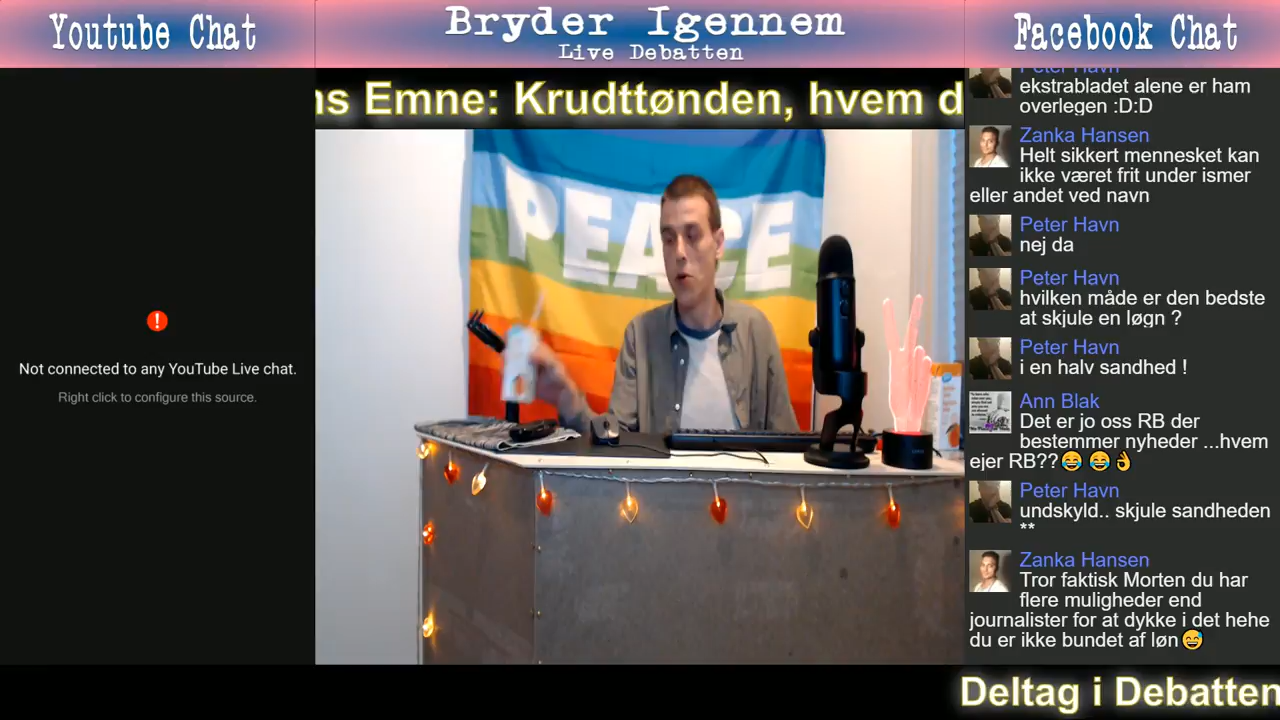 Youtube Chat
Bryder Igennem
Live Debatten
Facebook Chat
ns Emne: Krudttønden, hvem d
PEACE
Not connected to any YouTube Live chat.
Right click to configure this source.
Peter Havn
ekstrabladet alene er ham
overlegen :D:D
Zanka Hansen
Helt sikkert mennesket kan
ikke været frit under ismer
eller andet ved navn
Peter Havn
nej da
Peter Havn
hvilken måde er den bedste
at skjule en løgn ?
Peter Havn
i en halv sandhed !
Ann Blak
Det er jo oss RB der
bestemmer nyheder ...hvem
ejer RB??😂😂👌
Peter Havn
undskyld.. skjule sandheden
**
Zanka Hansen
Tror faktisk Morten du har
flere muligheder end
journalister for at dykke i det hehe
du er ikke bundet af løn😅
Deltag i Debatten